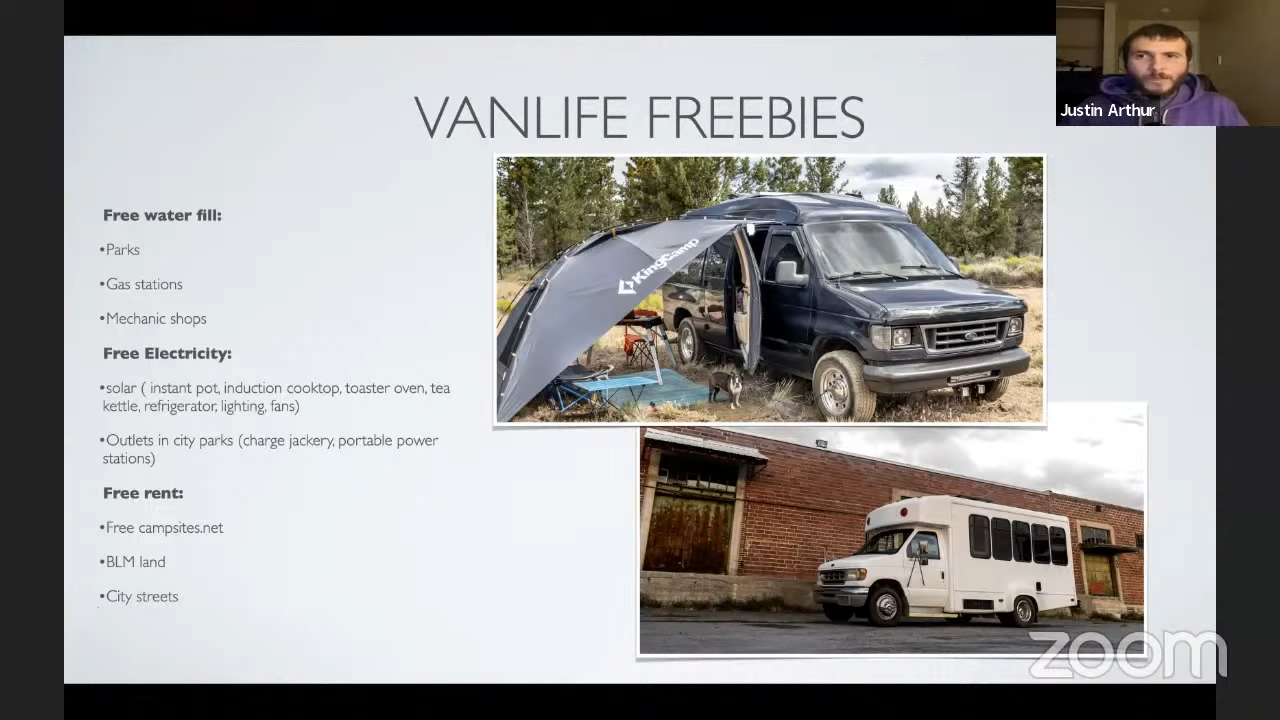 VANLIFE FREEBIES
Justin Arthur
Free water fill:
•Parks
•Gas stations
•Mechanic shops
Free Electricity:
•solar ( instant pot, induction cooktop, toaster oven, tea
kettle, refrigerator, lighting, fans)
•Outlets in city parks (charge jackery, portable power
stations)
Free rent:
•Free campsites.net
•BLM land
•City streets
KingCamp
zoom